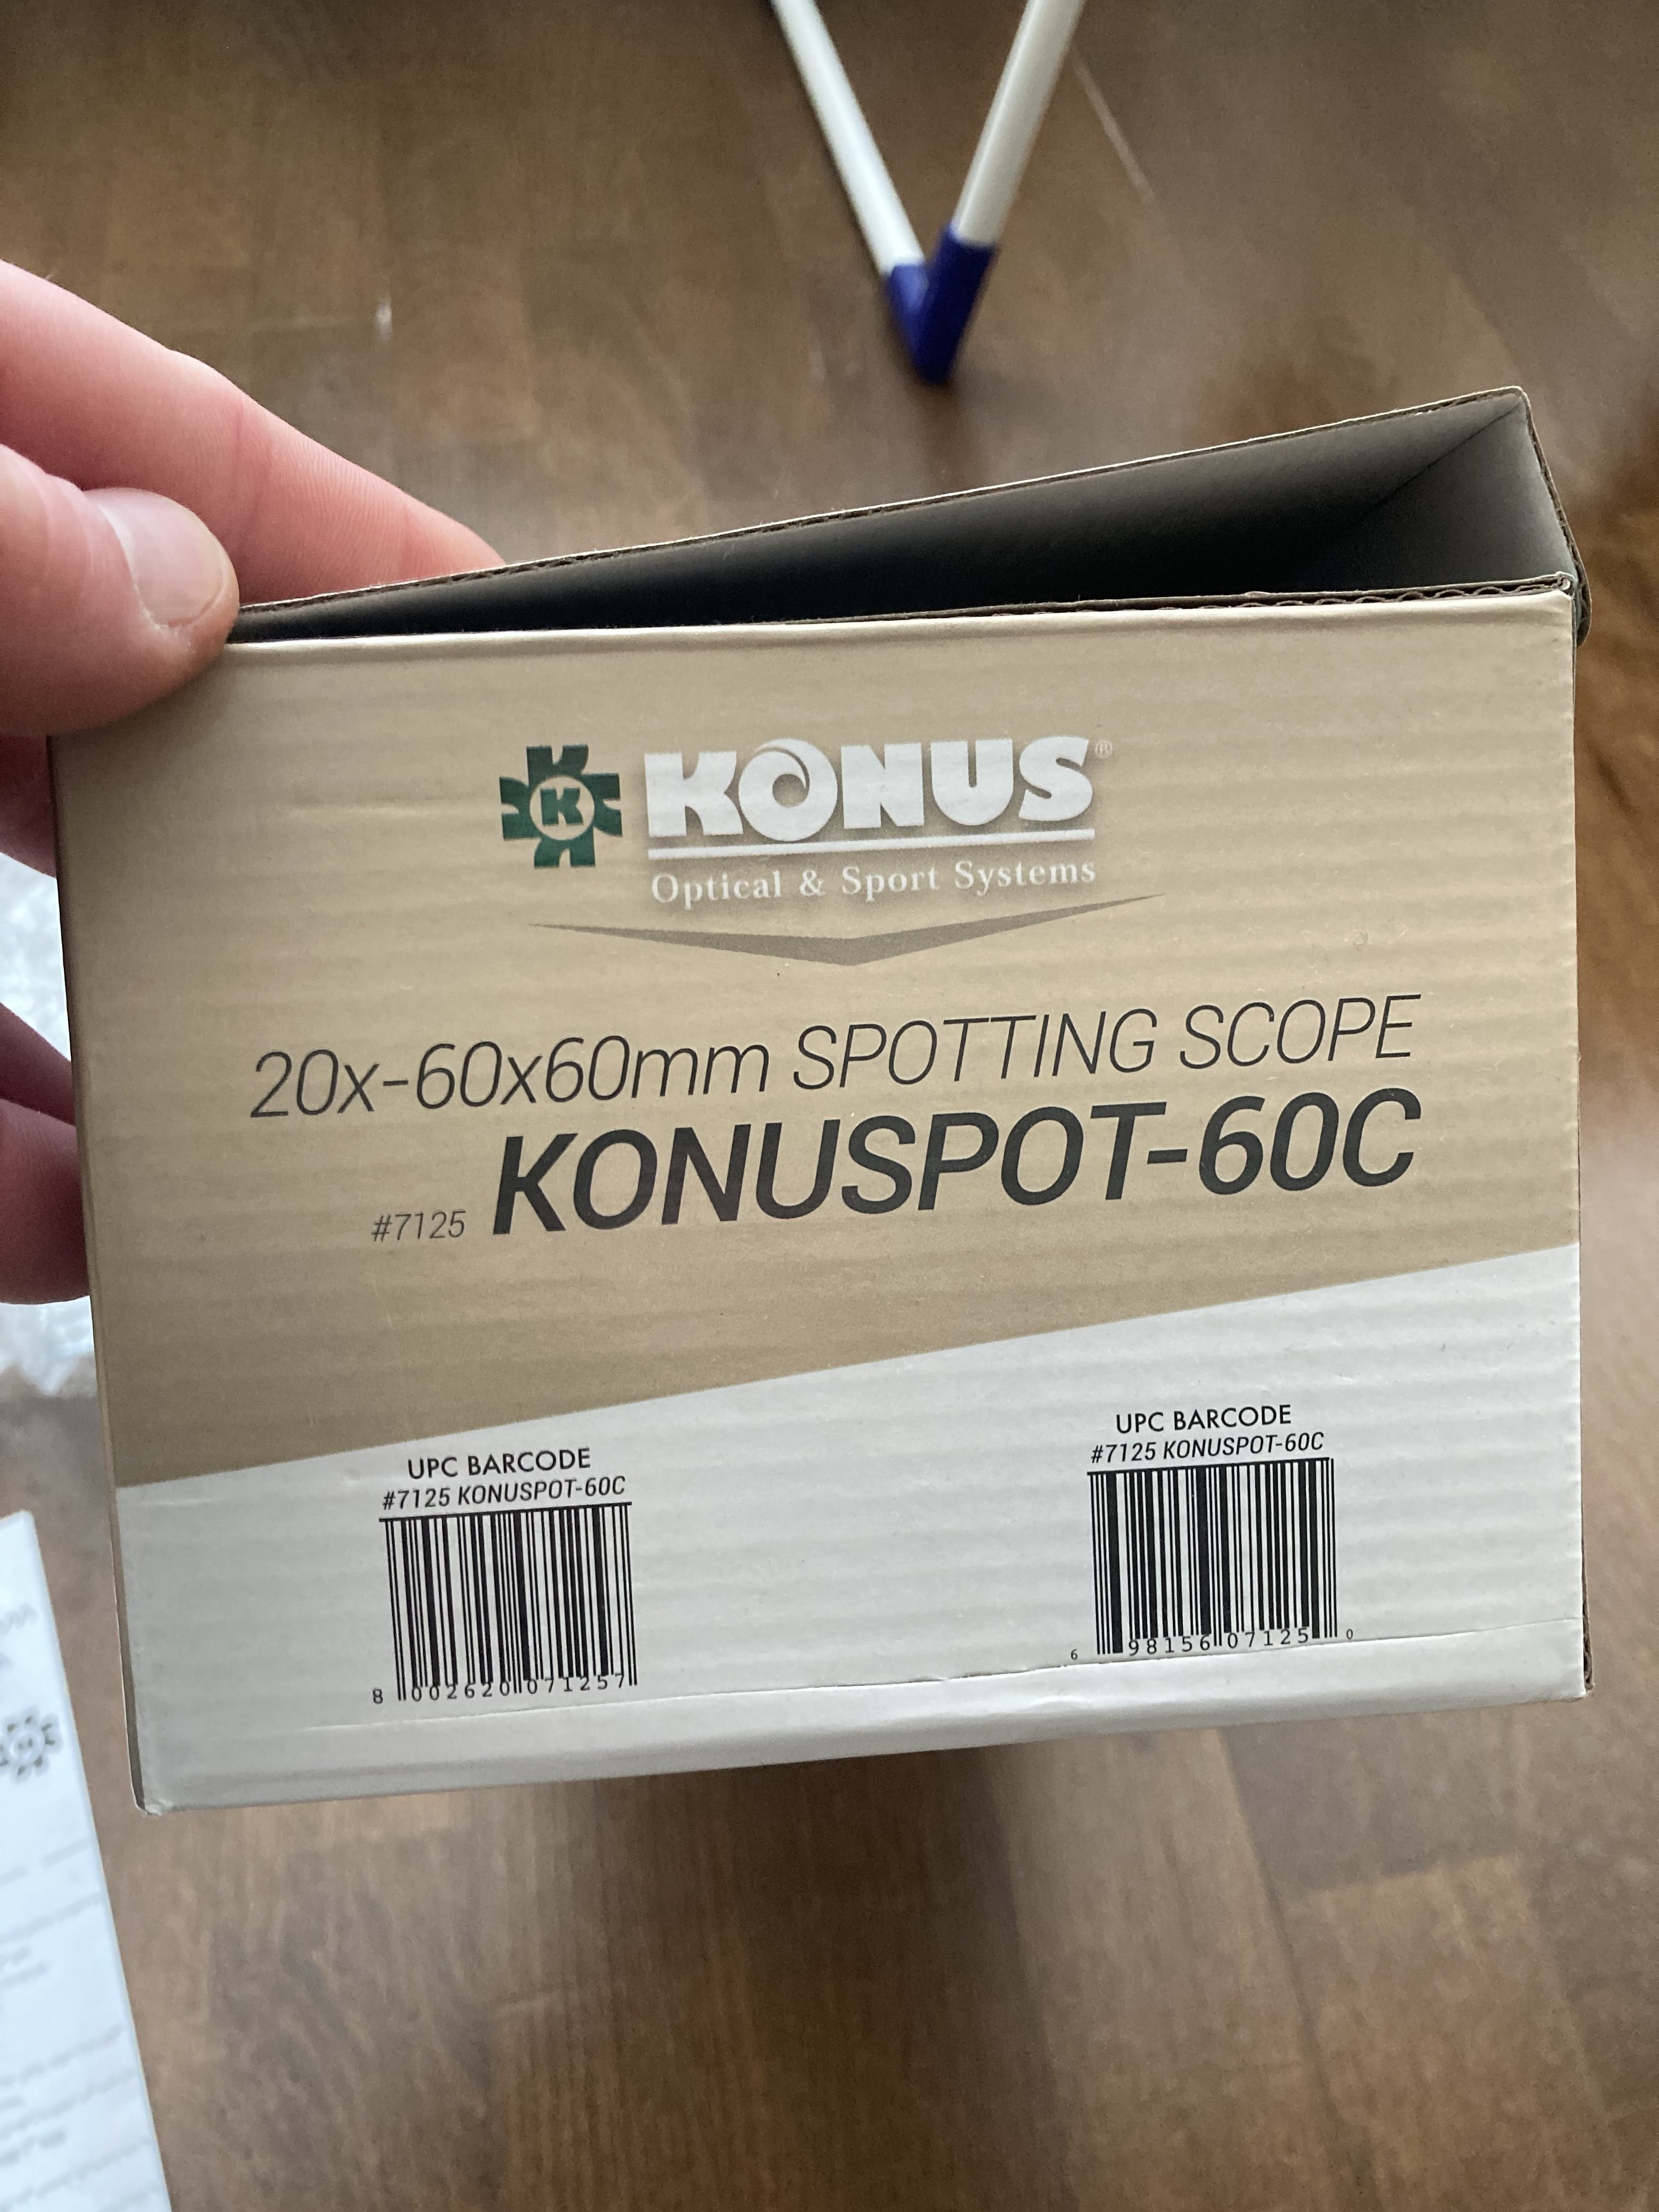 K
KONUS®
Optical & Sport Systems
20x-60x60mm SPOTTING SCOPE
#7125 KONUSPOT-60C
UPC BARCODE
#7125 KONUSPOT-60C
8 002620 071257
UPC BARCODE
#7125 KONUSPOT-60C
6 98156 07125 0